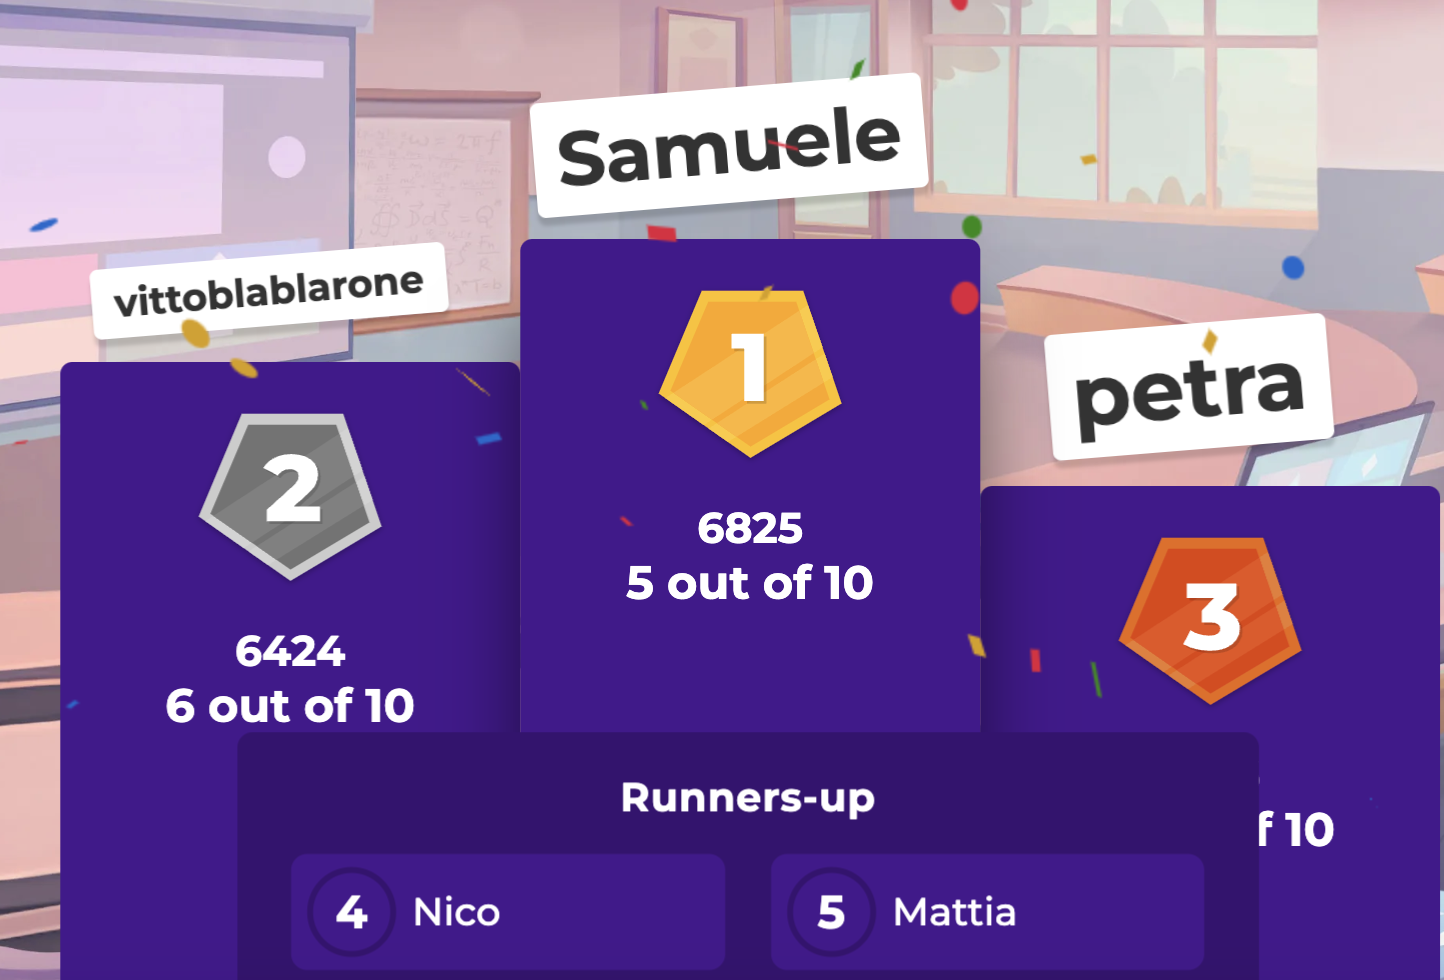 Samuele
vittoblablarone
petra
1
6825
5 out of 10
2
6424
6 out of 10
3
f 10
Runners-up
4 Nico
5 Mattia